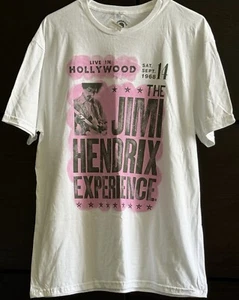 LIVE IN
HOLLYWOOD
SAT.
SEPT. 14
1968
THE
JIMI
HENDRIX
EXPERIENCE